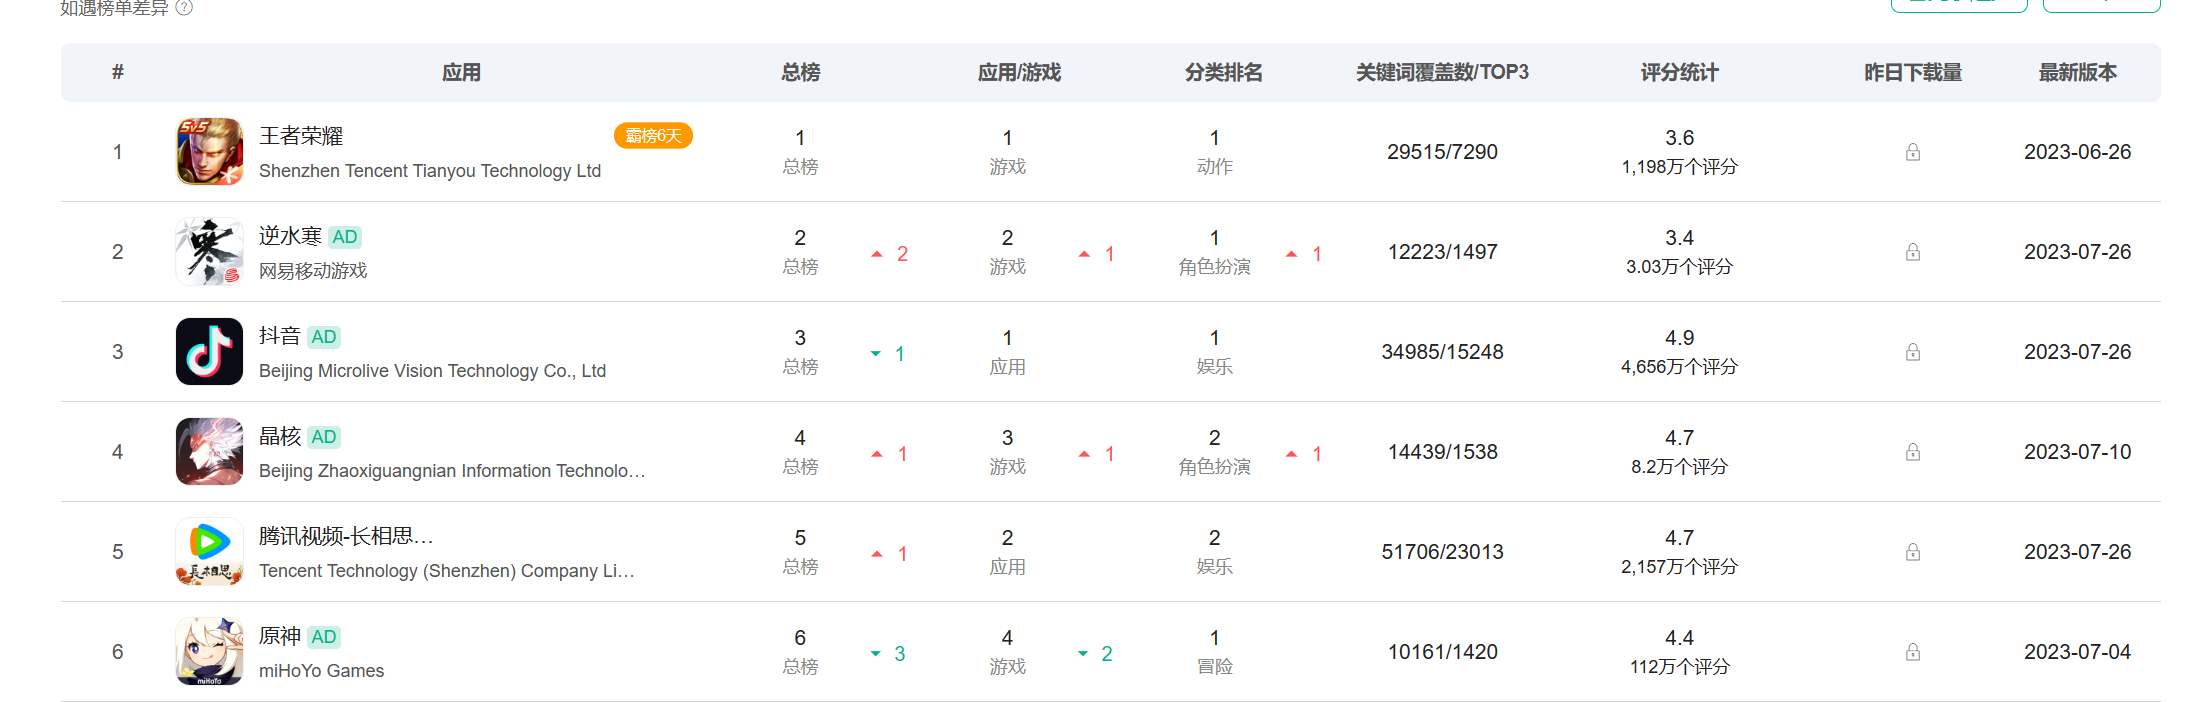 如遇榜单差异 ?
# 应用 总榜 应用/游戏 分类排名 关键词覆盖数/TOP3 评分统计 昨日下载量 最新版本
5v5
1 王者荣耀 霸榜6天 1 1 1 29515/7290 3.6 2023-06-26
Shenzhen Tencent Tianyou Technology Ltd 总榜 游戏 动作 1,198万个评分
寒
2 逆水寒 AD 2 2 2 1 1 1 12223/1497 3.4 2023-07-26
网易移动游戏 总榜 游戏 角色扮演 3.03万个评分
3 抖音 AD 3 1 1 1 34985/15248 4.9 2023-07-26
Beijing Microlive Vision Technology Co., Ltd 总榜 应用 娱乐 4,656万个评分
4 晶核 AD 4 1 3 1 2 1 14439/1538 4.7 2023-07-10
Beijing Zhaoxiguangnian Information Technolo… 总榜 游戏 角色扮演 8.2万个评分
5 腾讯视频-长相思… 5 1 2 2 51706/23013 4.7 2023-07-26
長相思
Tencent Technology (Shenzhen) Company Li… 总榜 应用 娱乐 2,157万个评分
6 原神 AD 6 3 4 2 1 10161/1420 4.4 2023-07-04
miHoYo
miHoYo Games 总榜 游戏 冒险 112万个评分